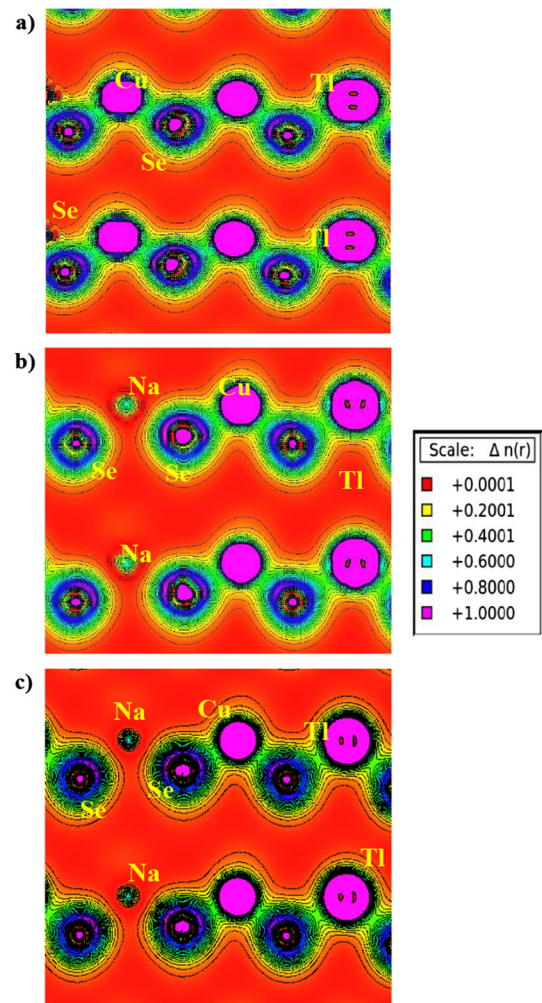 a)
Cu Tl
Se
Se
Tl
b)
Na
Cu
Se Se
Tl
Na
Scale: Δ n(r)
+0.0001
+0.2001
+0.4001
+0.6000
+0.8000
+1.0000
c)
Na Cu
Tl
Se Se
Na Tl